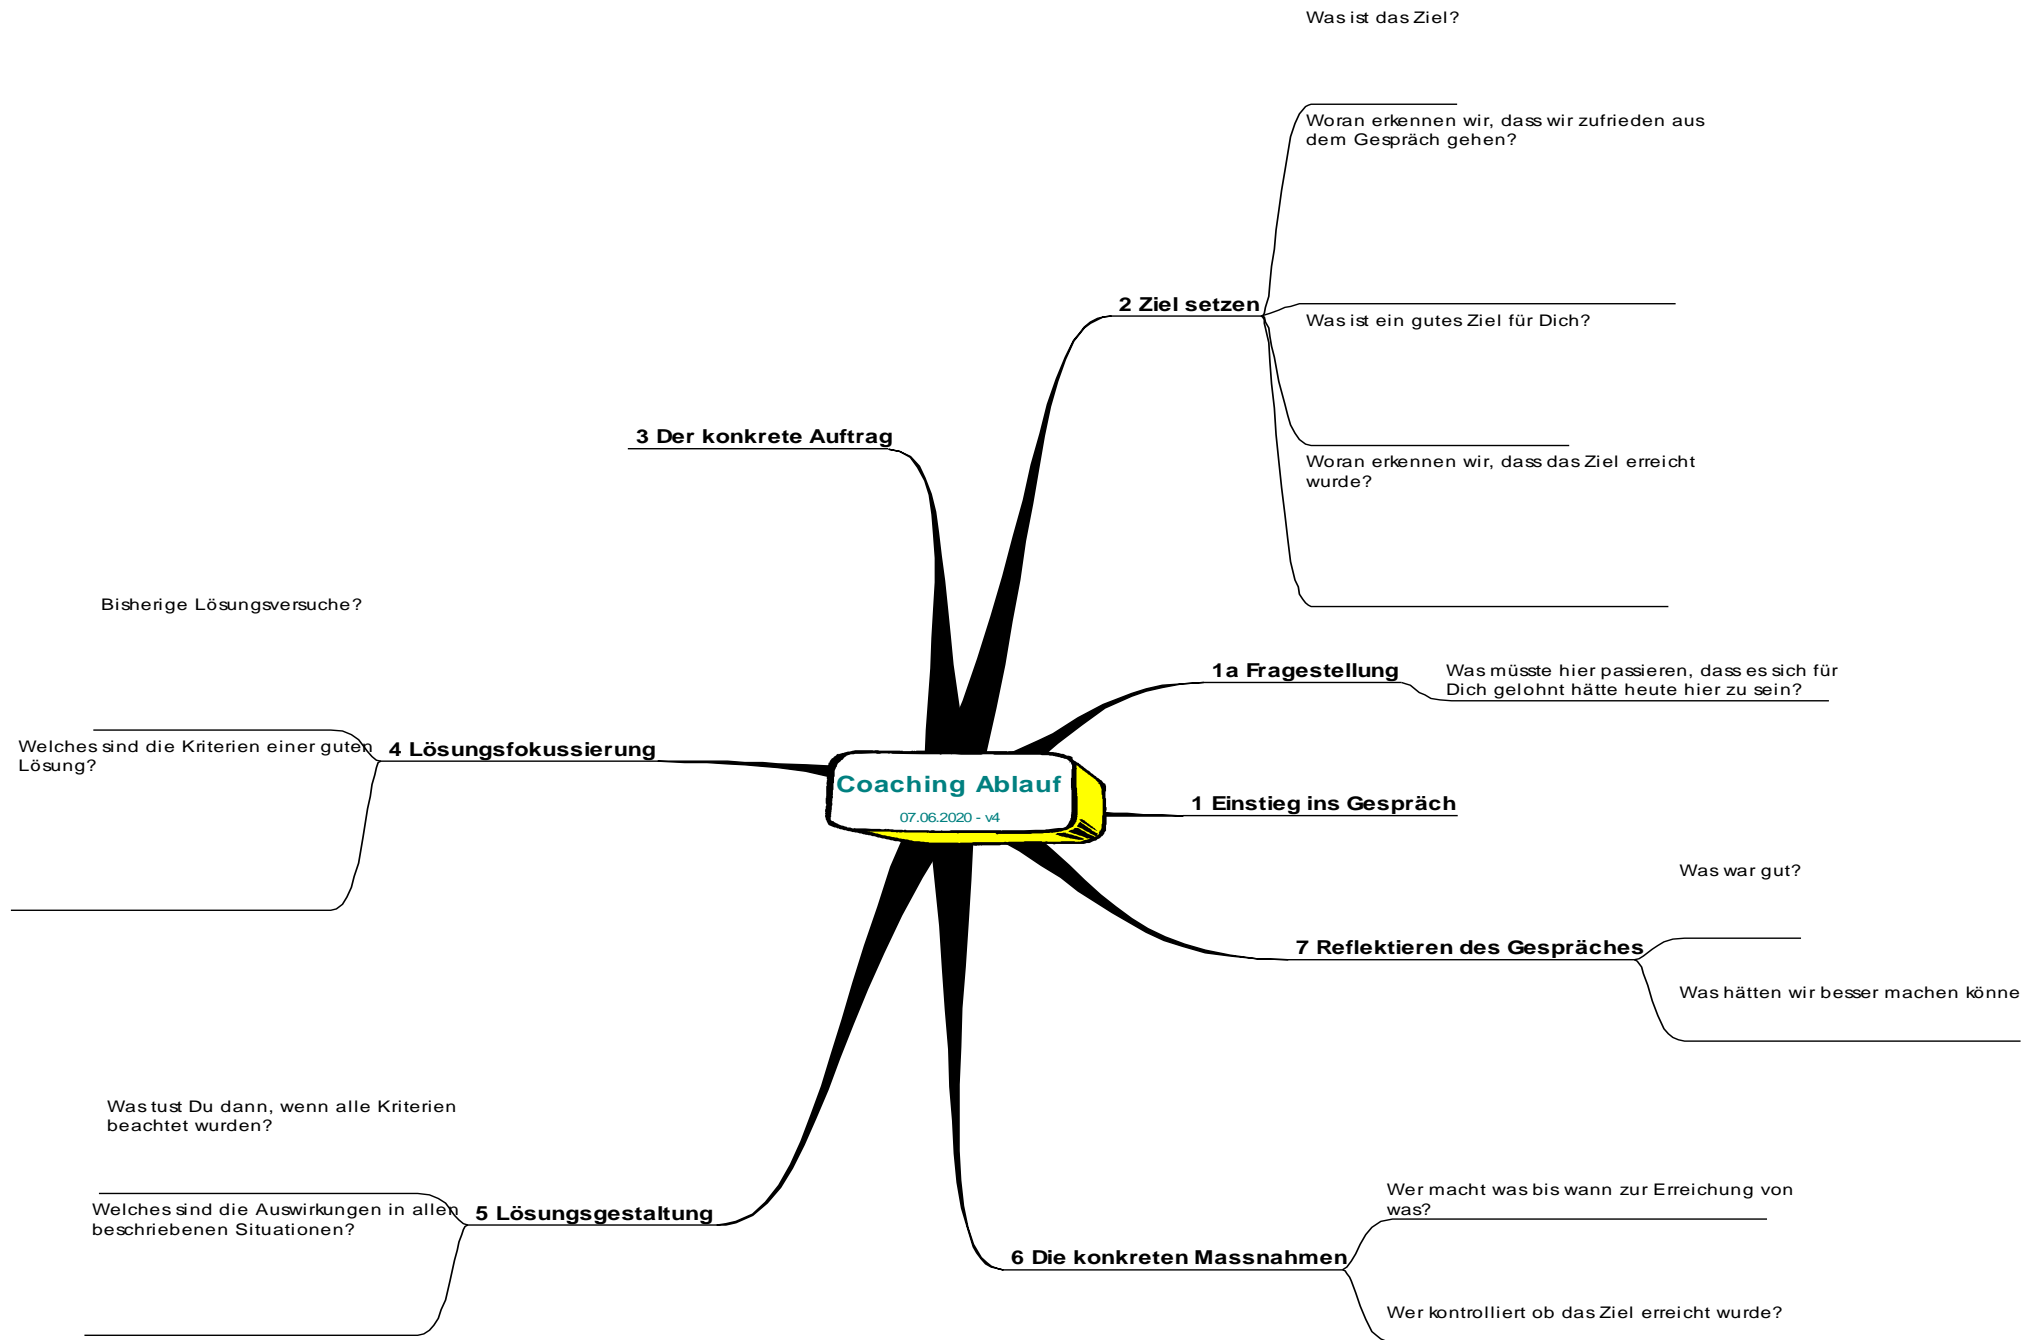 Was ist das Ziel?
Woran erkennen wir, dass wir zufrieden aus
dem Gespräch gehen?
2 Ziel setzen
Was ist ein gutes Ziel für Dich?
3 Der konkrete Auftrag
Woran erkennen wir, dass das Ziel erreicht
wurde?
Bisherige Lösungsversuche?
1a Fragestellung
Was müsste hier passieren, dass es sich für
Dich gelohnt hätte heute hier zu sein?
Welches sind die Kriterien einer guten
Lösung?
4 Lösungsfokussierung
Coaching Ablauf
07.06.2020 - v4
1 Einstieg ins Gespräch
Was war gut?
7 Reflektieren des Gespräches
Was hätten wir besser machen könne
Was tust Du dann, wenn alle Kriterien
beachtet wurden?
Welches sind die Auswirkungen in allen
beschriebenen Situationen?
5 Lösungsgestaltung
Wer macht was bis wann zur Erreichung von
was?
6 Die konkreten Massnahmen
Wer kontrolliert ob das Ziel erreicht wurde?